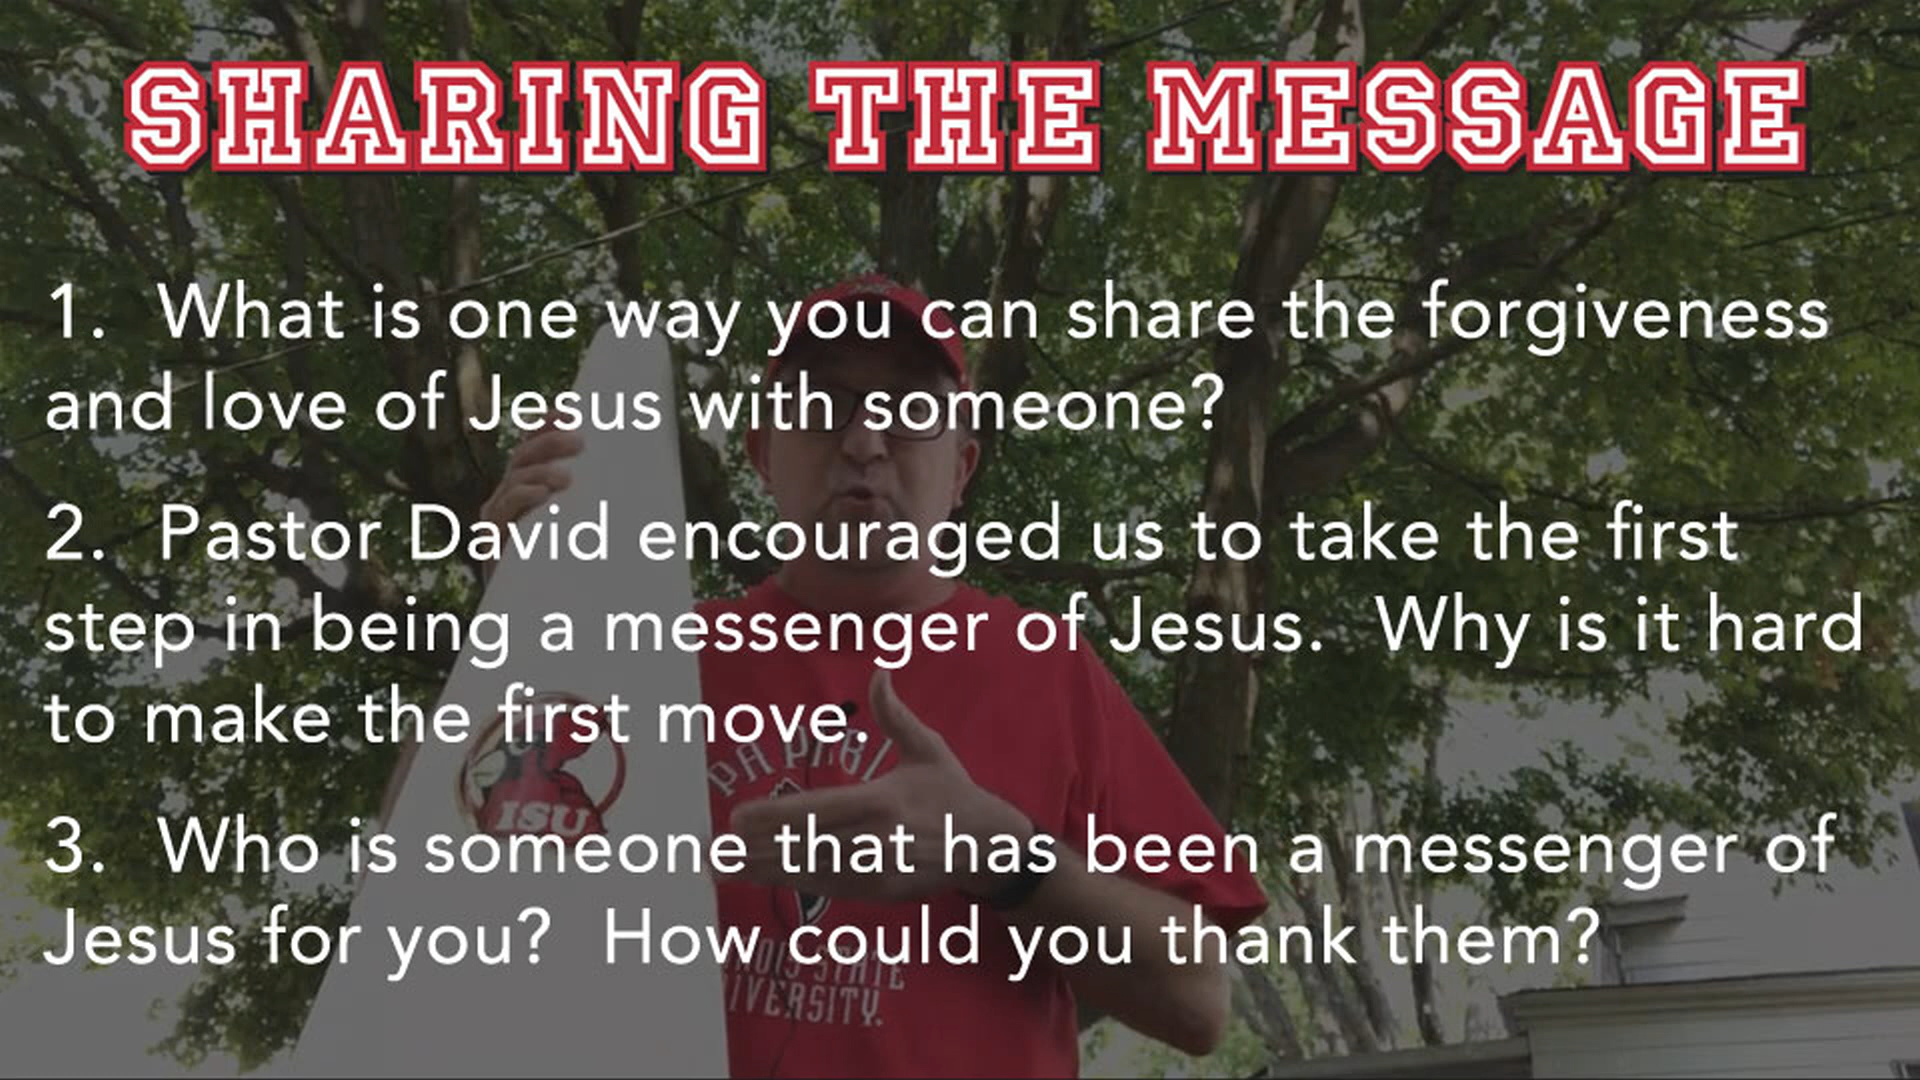 SHARING THE MESSAGE
1. What is one way you can share the forgiveness
and love of Jesus with someone?
2. Pastor David encouraged us to take the first
step in being a messenger of Jesus. Why is it hard
to make the first move.
3. Who is someone that has been a messenger of
Jesus for you? How could you thank them?
ISU
STATE